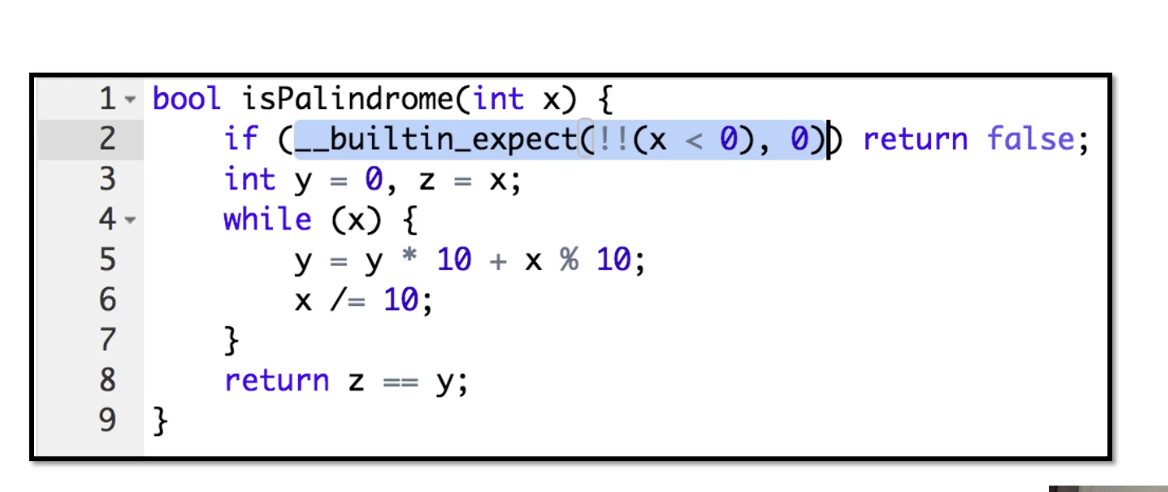 1 bool isPalindrome(int x) {
2 if (__builtin_expect(!!(x < 0), 0)) return false;
3 int y = 0, z = x;
4 while (x) {
5 y = y * 10 + x % 10;
6 x /= 10;
7 }
8 return z == y;
9 }